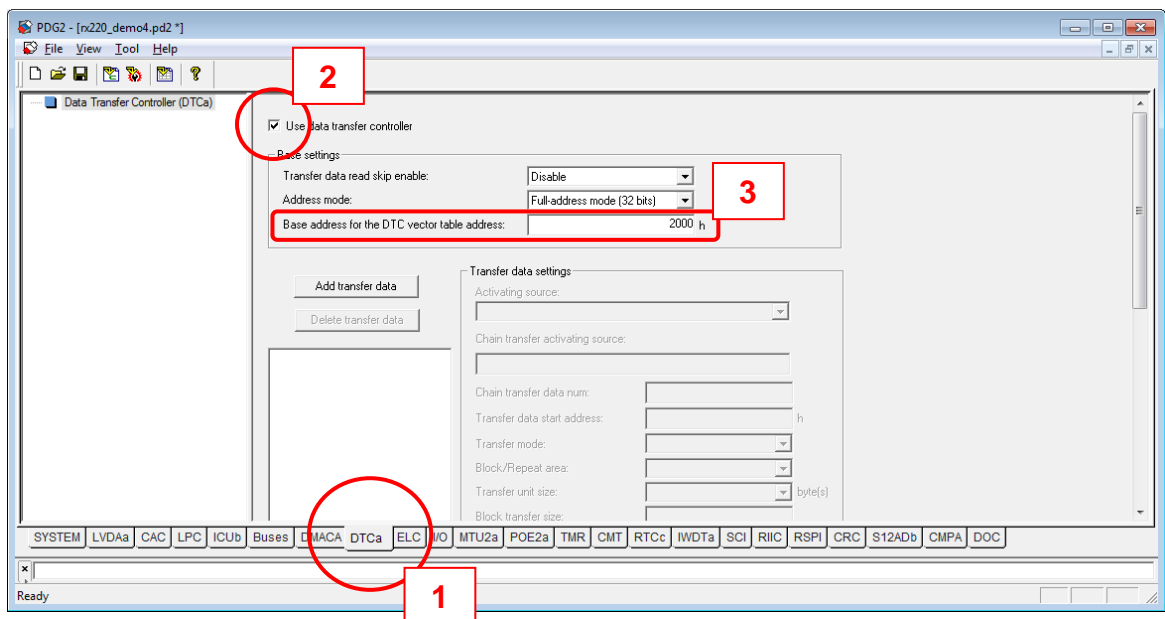 PDG2 - [rx220_demo4.pd2 *]
File View Tool Help
2
Data Transfer Controller (DTCa)
Use data transfer controller
Base settings
Transfer data read skip enable: Disable
3
Address mode: Full-address mode (32 bits)
Base address for the DTC vector table address: 2000 h
Transfer data settings
Add transfer data
Activating source:
Delete transfer data
Chain transfer activating source:
Chain transfer data num:
Transfer data start address: h
Transfer mode:
Block/Repeat area:
Transfer unit size: byte(s)
Block transfer size:
SYSTEM LVDAa CAC LPC ICUb Buses DMACA DTCa ELC I/O MTU2a POE2a TMR CMT RTCc IWDTa SCI RIIC RSPI CRC S12ADb CMPA DOC
1
Ready